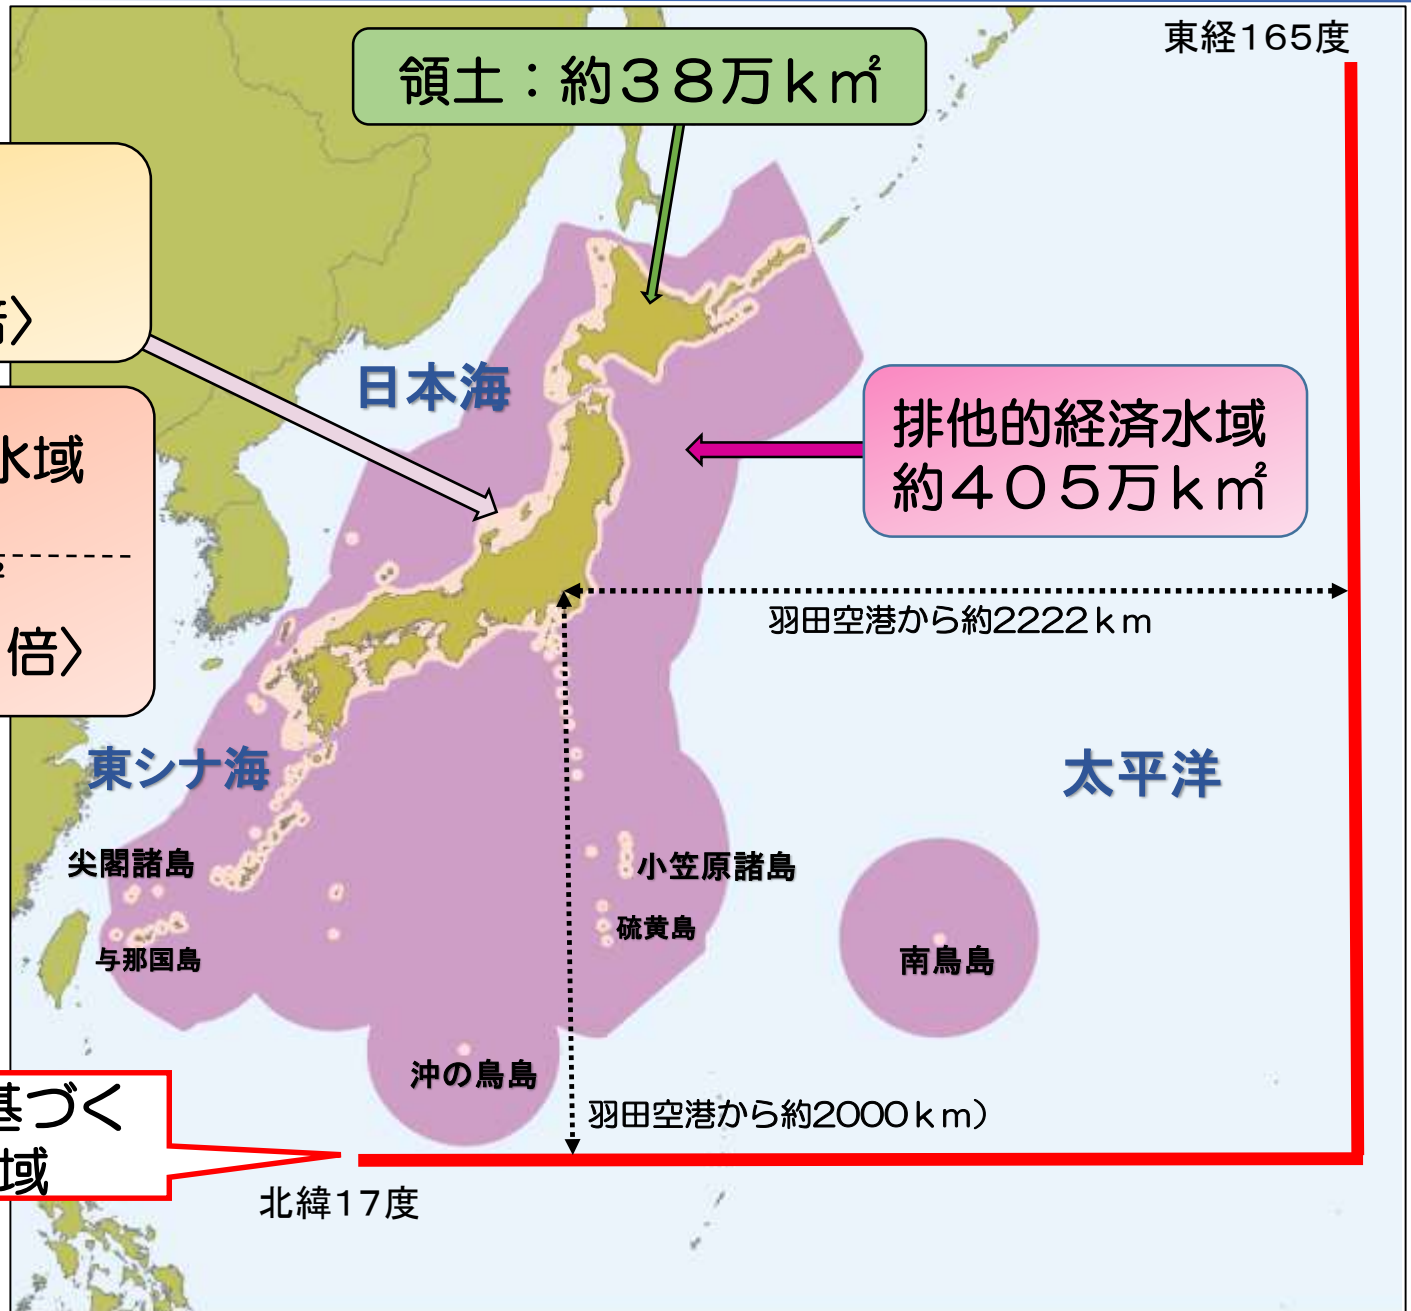 東経165度
領土：約３８万ｋ㎡
倍〉
日本海
水域
排他的経済水域
約４０５万ｋ㎡
2
倍〉
羽田空港から約2222ｋｍ
東シナ海
太平洋
尖閣諸島
小笠原諸島
硫黄島
与那国島
南鳥島
沖の鳥島
基づく
域
羽田空港から約2000ｋｍ）
北緯17度